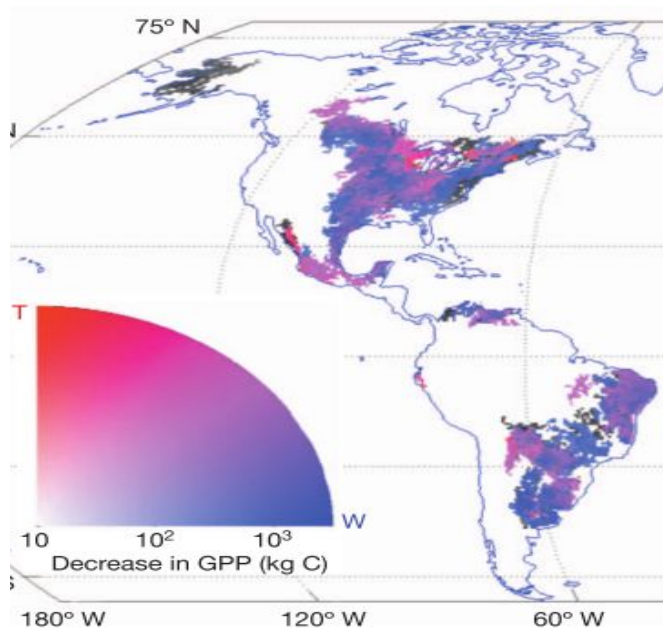 75° N
N
T
W
10 10² 10³
Decrease in GPP (kg C)
S
180° W 120° W 60° W